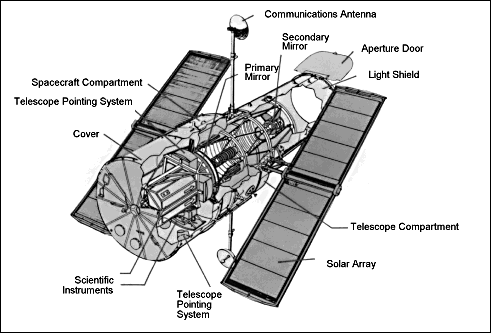 Communications Antenna
Secondary
Mirror
Aperture Door
Primary
Mirror
Light Shield
Spacecraft Compartment
Telescope Pointing System
Cover
Telescope Compartment
Solar Array
Scientific
Instruments
Telescope
Pointing
System